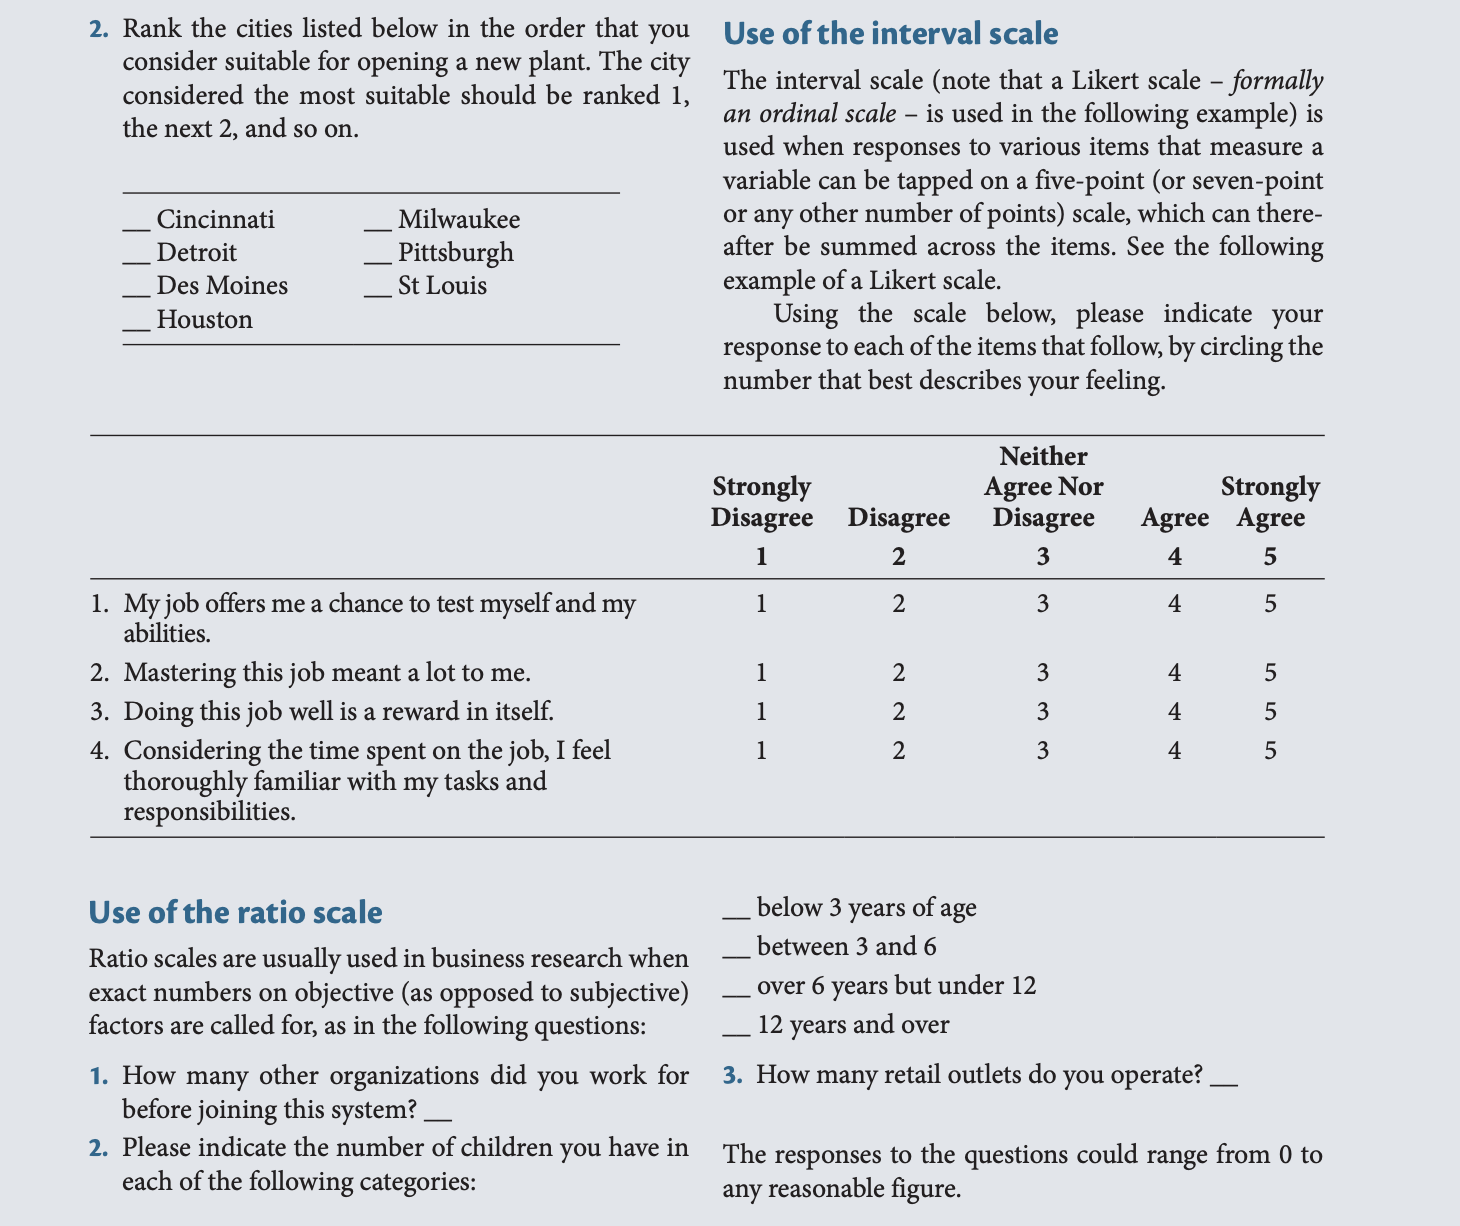 2. Rank the cities listed below in the order that you
consider suitable for opening a new plant. The city
considered the most suitable should be ranked 1,
the next 2, and so on.
__ Cincinnati __ Milwaukee
__ Detroit __ Pittsburgh
__ Des Moines __ St Louis
__ Houston
Use of the interval scale
The interval scale (note that a Likert scale – formally
an ordinal scale – is used in the following example) is
used when responses to various items that measure a
variable can be tapped on a five-point (or seven-point
or any other number of points) scale, which can there-
after be summed across the items. See the following
example of a Likert scale.
Using the scale below, please indicate your
response to each of the items that follow, by circling the
number that best describes your feeling.
Neither
Strongly Agree Nor Strongly
Disagree Disagree Disagree Agree Agree
1 2 3 4 5
1. My job offers me a chance to test myself and my 1 2 3 4 5
abilities.
2. Mastering this job meant a lot to me. 1 2 3 4 5
3. Doing this job well is a reward in itself. 1 2 3 4 5
4. Considering the time spent on the job, I feel 1 2 3 4 5
thoroughly familiar with my tasks and
responsibilities.
Use of the ratio scale
Ratio scales are usually used in business research when
exact numbers on objective (as opposed to subjective)
factors are called for, as in the following questions:
1. How many other organizations did you work for
before joining this system? __
2. Please indicate the number of children you have in
each of the following categories:
__ below 3 years of age
__ between 3 and 6
__ over 6 years but under 12
__ 12 years and over
3. How many retail outlets do you operate? __
The responses to the questions could range from 0 to
any reasonable figure.